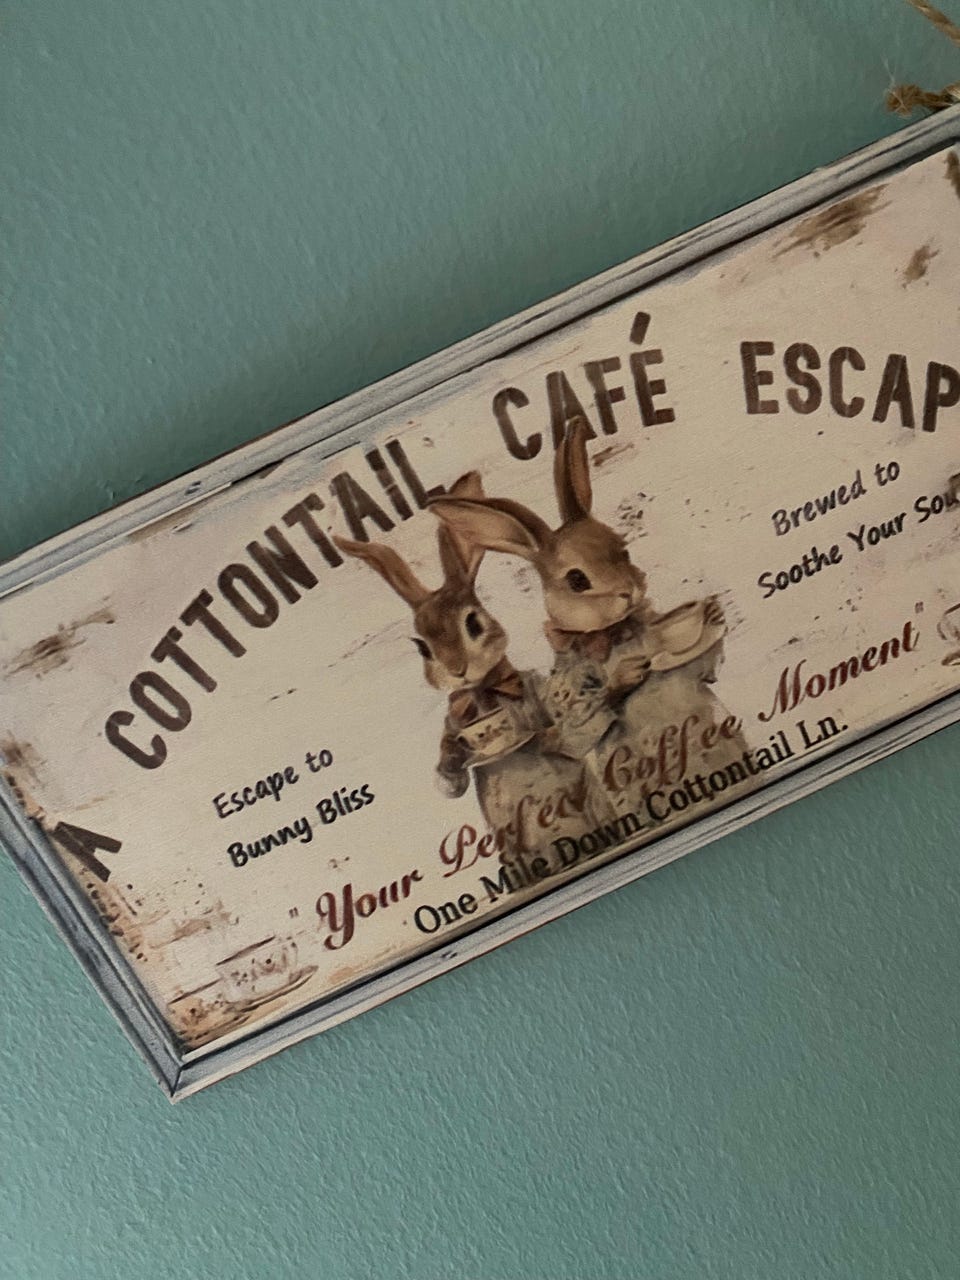 A COTTONTAIL CAFÉ ESCAP
Escape to
Bunny Bliss
Brewed to
Soothe Your Sou
"Your Perfect Coffee Moment"
One Mile Down Cottontail Ln.